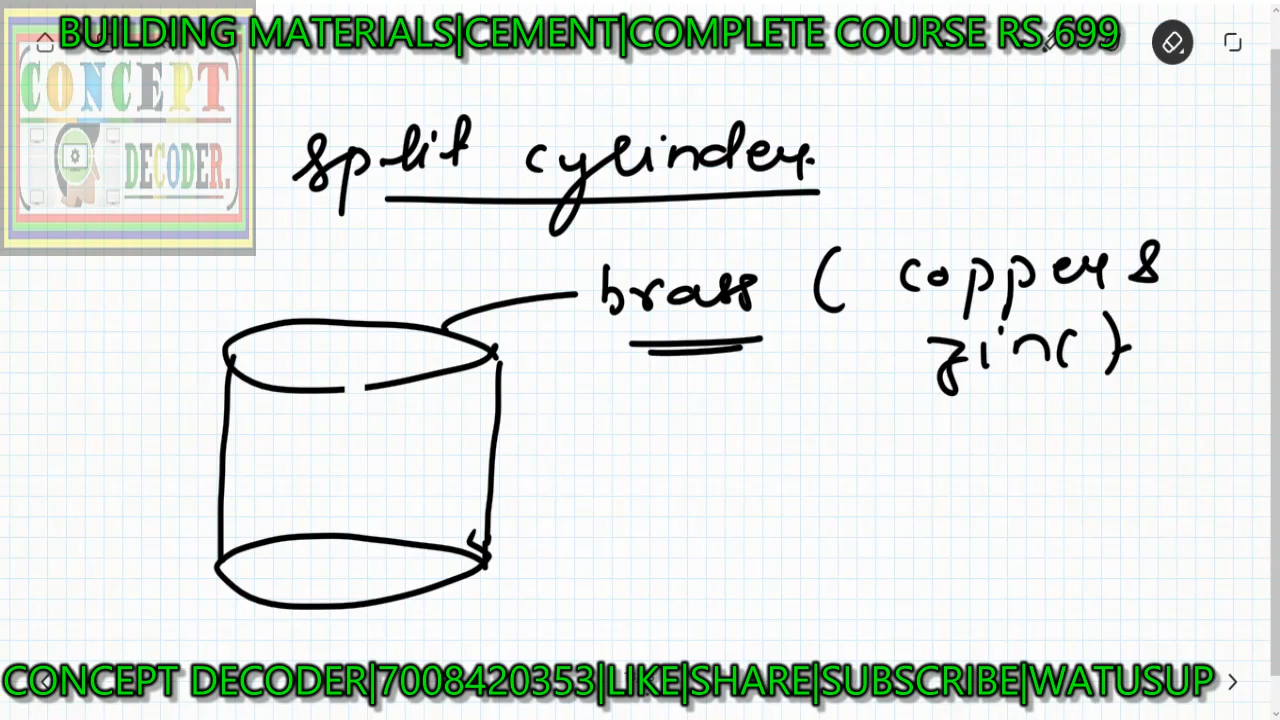 BUILDING MATERIALS|CEMENT|COMPLETE COURSE RS 699
CONCEPT
DECODER.
split cylinder.
brass ( copper &
zinc)
CONCEPT DECODER|7008420353|LIKE|SHARE|SUBSCRIBE|WATUSUP